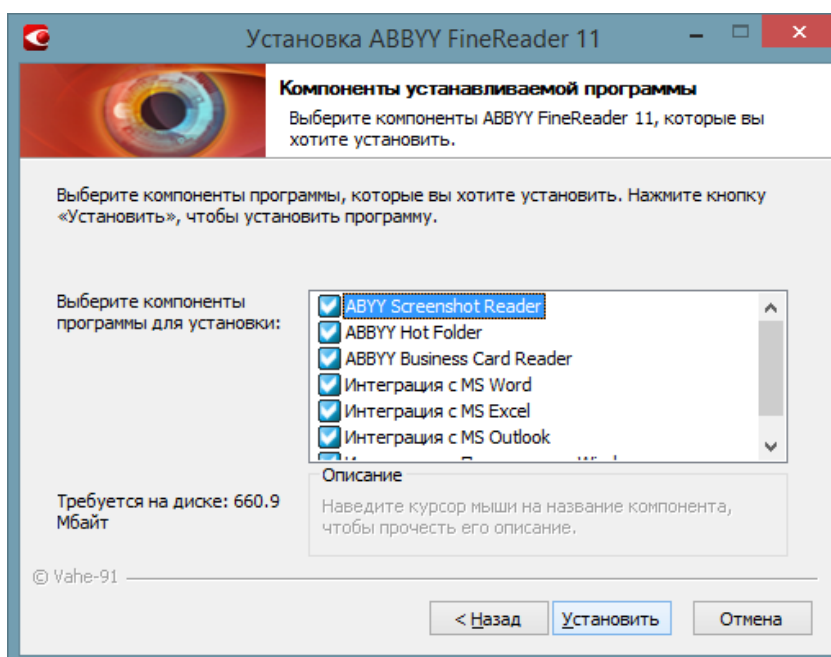 Установка ABBYY FineReader 11
Компоненты устанавливаемой программы
Выберите компоненты ABBYY FineReader 11, которые вы
хотите установить.
Выберите компоненты программы, которые вы хотите установить. Нажмите кнопку
«Установить», чтобы установить программу.
Выберите компоненты
программы для установки:
ABYY Screenshot Reader
ABBYY Hot Folder
ABBYY Business Card Reader
Интеграция с MS Word
Интеграция с MS Excel
Интеграция с MS Outlook
Требуется на диске: 660.9
Мбайт
Описание
Наведите курсор мыши на название компонента,
чтобы прочесть его описание.
© Vahe-91
< Назад
Установить
Отмена